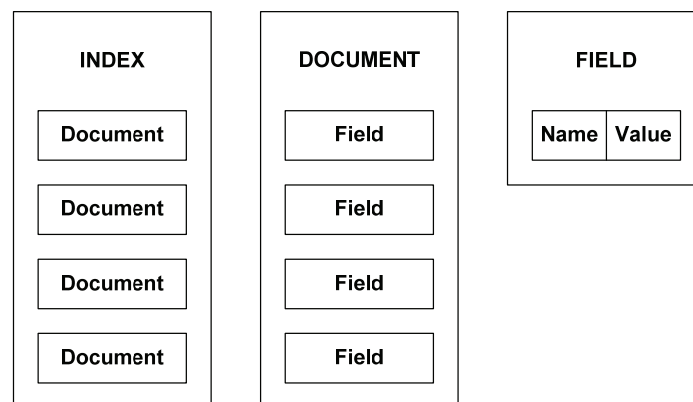 INDEX
Document
Document
Document
Document
DOCUMENT
Field
Field
Field
Field
FIELD
Name Value